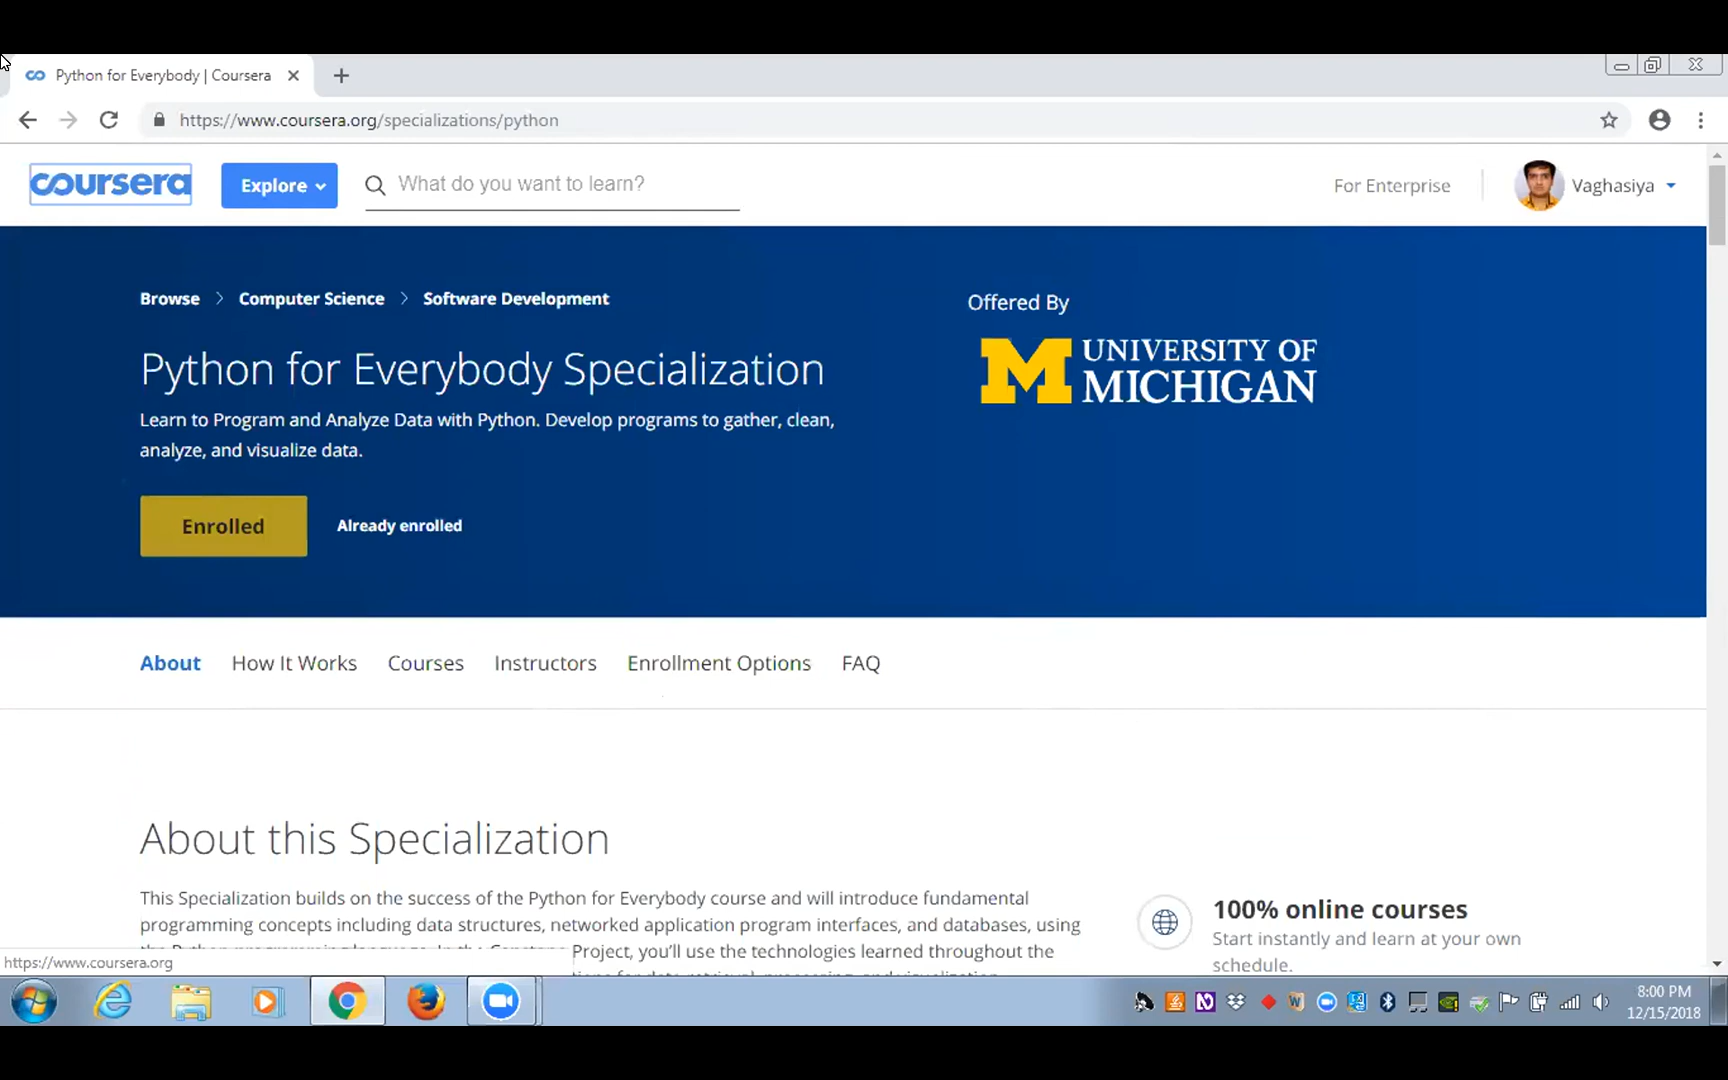 Python for Everybody | Coursera
https://www.coursera.org/specializations/python
coursera
Explore
What do you want to learn?
For Enterprise
Vaghasiya
Browse > Computer Science > Software Development
Offered By
UNIVERSITY OF
MICHIGAN
Python for Everybody Specialization
Learn to Program and Analyze Data with Python. Develop programs to gather, clean,
analyze, and visualize data.
Enrolled
Already enrolled
About How It Works Courses Instructors Enrollment Options FAQ
About this Specialization
This Specialization builds on the success of the Python for Everybody course and will introduce fundamental
programming concepts including data structures, networked application program interfaces, and databases, using
Project, you'll use the technologies learned throughout the
100% online courses
Start instantly and learn at your own
schedule.
https://www.coursera.org
8:00 PM
12/15/2018